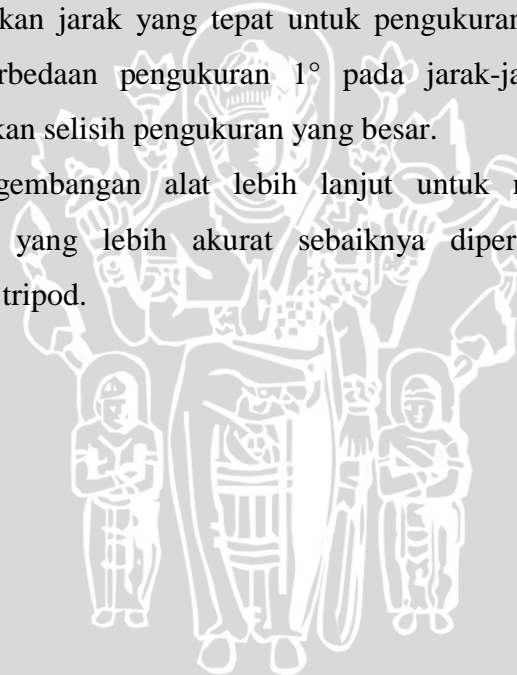 kan jarak yang tepat untuk pengukuran
rbedaan pengukuran 1° pada jarak-ja
kan selisih pengukuran yang besar.
gembangan alat lebih lanjut untuk
yang lebih akurat sebaiknya diper
tripod.